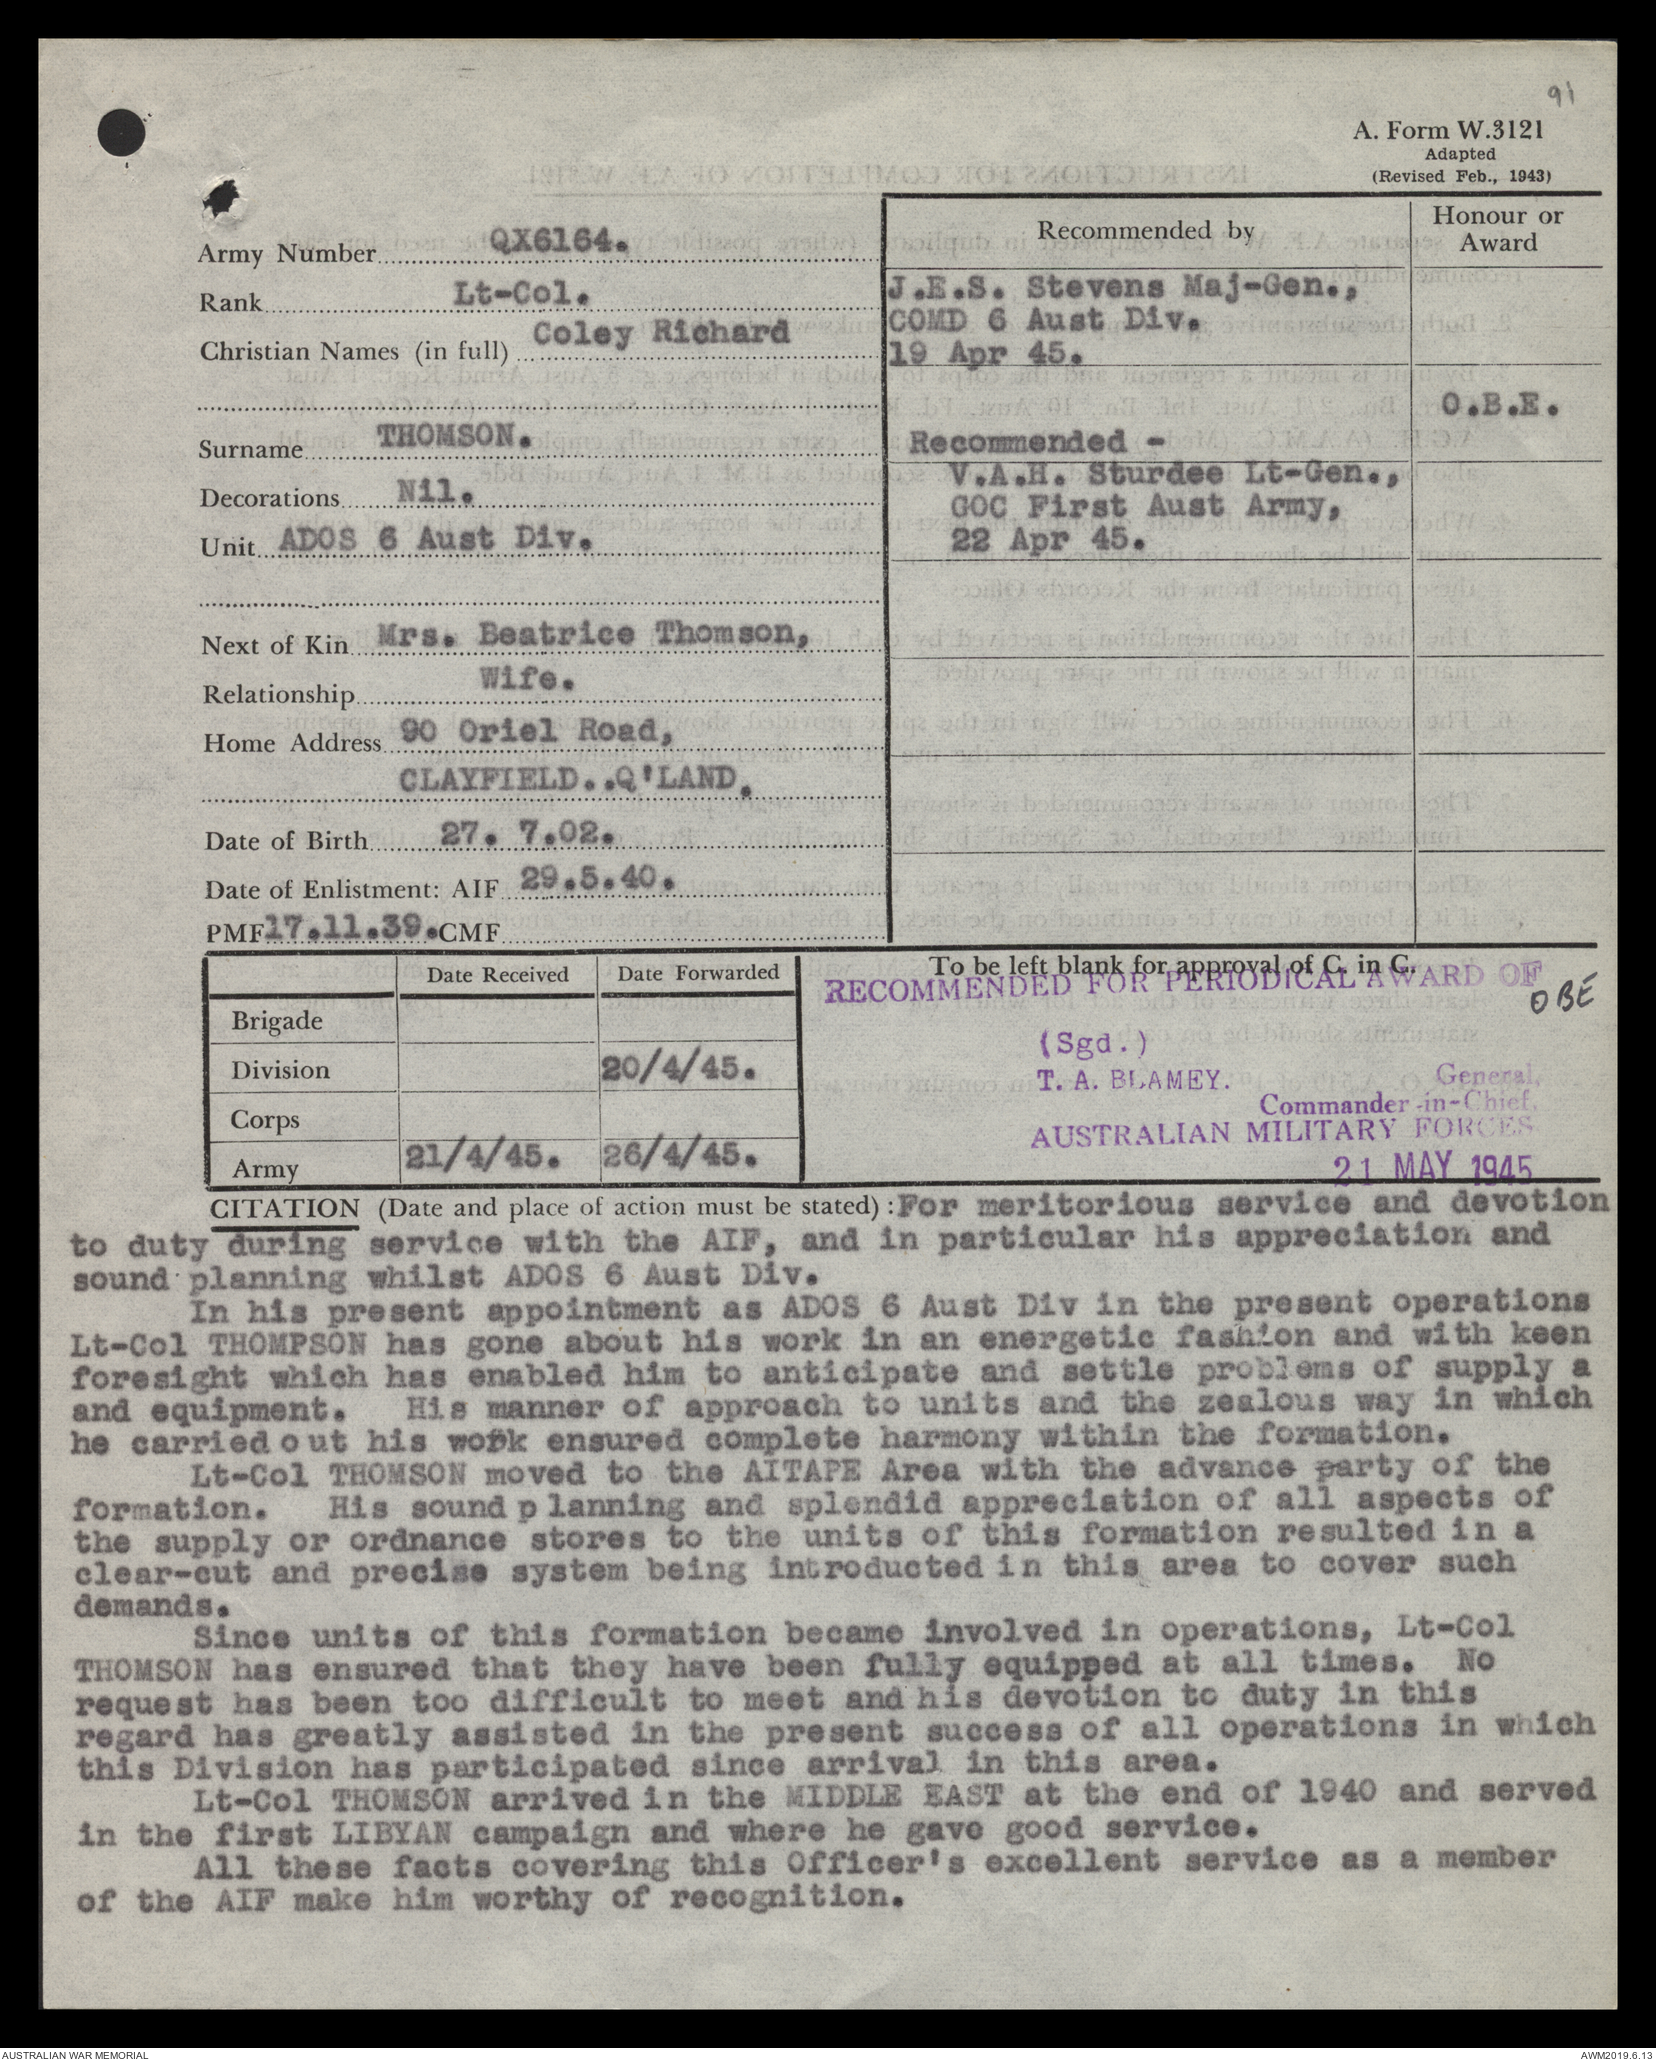 91
A. Form W.3121
Adapted
(Revised Feb., 1943)
Army Number QX6164.
Rank Lt-Col.
Christian Names (in full) Coley Richard
Surname THOMSON.
Decorations Nil.
Unit ADOS 6 Aust Div.
Next of Kin Mrs. Beatrice Thomson,
Relationship Wife.
Home Address 90 Oriel Road,
CLAYFIELD..Q'LAND.
Date of Birth 27. 7.02.
Date of Enlistment: AIF 29.5.40.
PMF 17.11.39. CMF
Recommended by
J.E.S. Stevens Maj-Gen.,
COMD 6 Aust Div.
19 Apr 45.
Recommended -
V.A.H. Sturdee Lt-Gen.,
GOC First Aust Army,
22 Apr 45.
Honour or
Award
O.B.E.
Date Received Date Forwarded
Brigade
Division 20/4/45.
Corps
Army 21/4/45. 26/4/45.
To be left blank for approval of C. in C.
RECOMMENDED FOR PERIODICAL AWARD OF
OBE
(Sgd.)
T. A. BLAMEY. General,
Commander-in-Chief,
AUSTRALIAN MILITARY FORCES
21 MAY 1945
CITATION (Date and place of action must be stated) : For meritorious service and devotion
to duty during service with the AIF, and in particular his appreciation and
sound planning whilst ADOS 6 Aust Div.
In his present appointment as ADOS 6 Aust Div in the present operations
Lt-Col THOMPSON has gone about his work in an energetic fashion and with keen
foresight which has enabled him to anticipate and settle problems of supply a
and equipment. His manner of approach to units and the zealous way in which
he carried out his work ensured complete harmony within the formation.
Lt-Col THOMSON moved to the AITAPE Area with the advance party of the
formation. His sound p lanning and splendid appreciation of all aspects of
the supply or ordnance stores to the units of this formation resulted in a
clear-cut and precise system being introducted in this area to cover such
demands.
Since units of this formation became involved in operations, Lt-Col
THOMSON has ensured that they have been fully equipped at all times. No
request has been too difficult to meet and his devotion to duty in this
regard has greatly assisted in the present success of all operations in which
this Division has participated since arrival in this area.
Lt-Col THOMSON arrived in the MIDDLE EAST at the end of 1940 and served
in the first LIBYAN campaign and where he gave good service.
All these facts covering this Officer's excellent service as a member
of the AIF make him worthy of recognition.
AUSTRALIAN WAR MEMORIAL
AWM2019.6.13